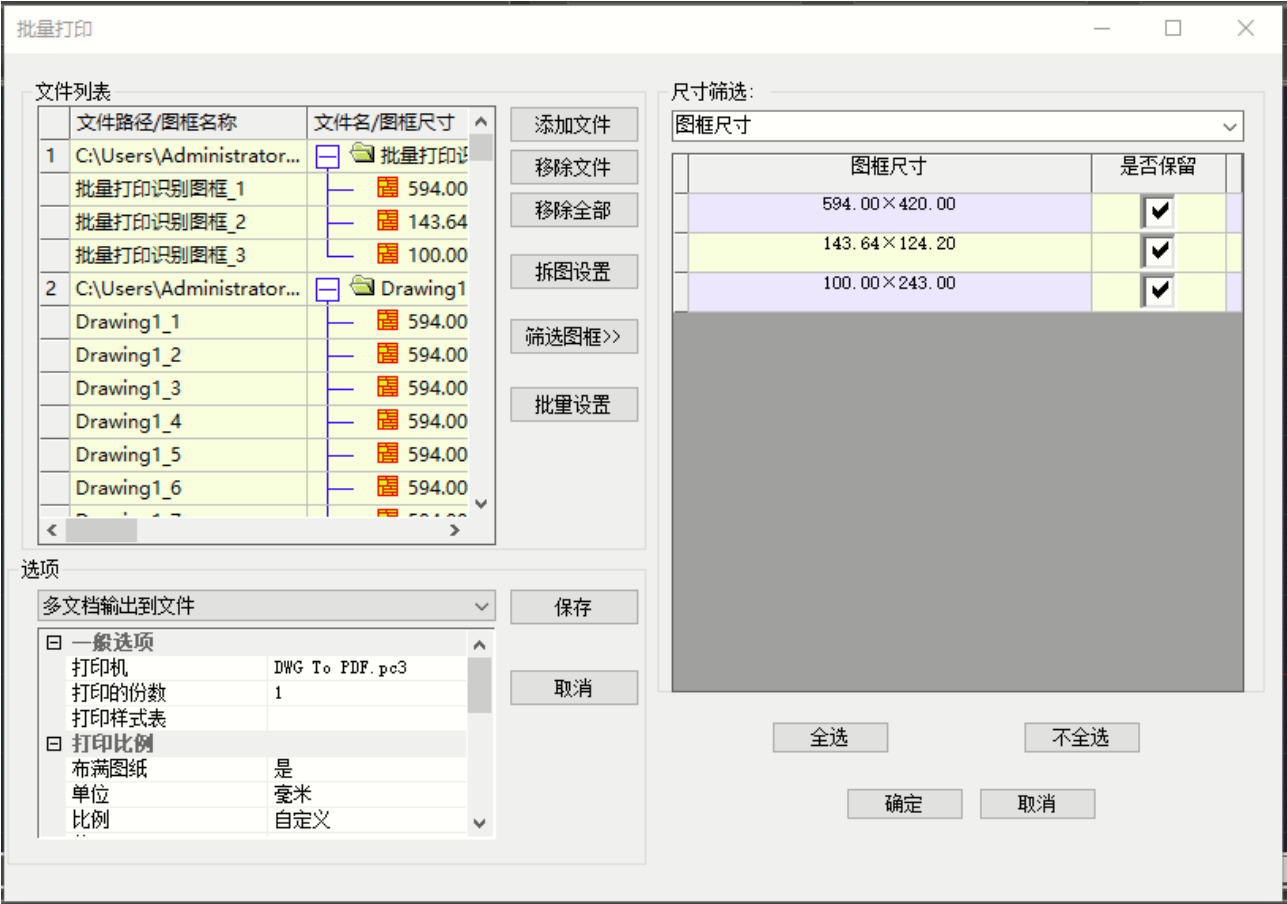 批量打印
文件列表
文件路径/图框名称 文件名/图框尺寸
1 C:\Users\Administrator... 批量打印识
批量打印识别图框_1 594.00
批量打印识别图框_2 143.64
批量打印识别图框_3 100.00
2 C:\Users\Administrator... Drawing1
Drawing1_1 594.00
Drawing1_2 594.00
Drawing1_3 594.00
Drawing1_4 594.00
Drawing1_5 594.00
Drawing1_6 594.00
添加文件
移除文件
移除全部
拆图设置
筛选图框>>
批量设置
选项
多文档输出到文件
一般选项
打印机 DWG To PDF.pc3
打印的份数 1
打印样式表
打印比例
布满图纸 是
单位 毫米
比例 自定义
保存
取消
尺寸筛选:
图框尺寸
图框尺寸 是否保留
594.00×420.00
143.64×124.20
100.00×243.00
全选 不全选
确定 取消